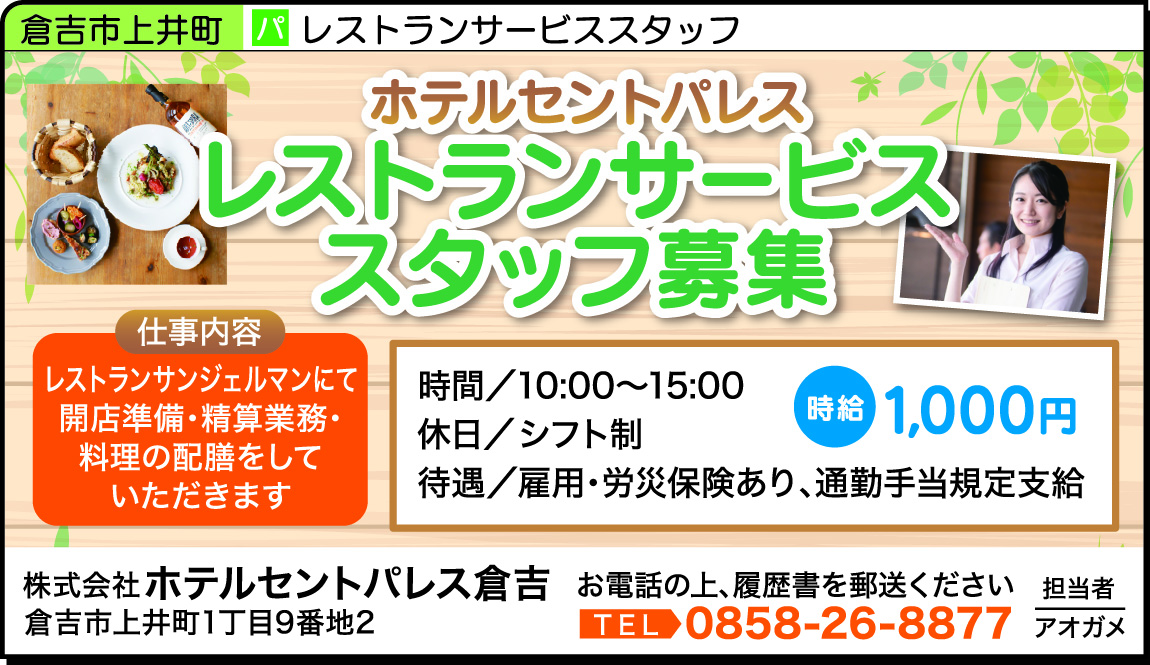 倉吉市上井町 パ レストランサービススタッフ
ホテルセントパレス
レストランサービス
スタッフ募集
仕事内容
レストランサンジェルマンにて
開店準備・精算業務・
料理の配膳をして
いただきます
時間／10:00〜15:00
休日／シフト制
待遇／雇用・労災保険あり、通勤手当規定支給
時給 1,000円
株式会社 ホテルセントパレス倉吉
倉吉市上井町1丁目9番地2
お電話の上、履歴書を郵送ください
TEL 0858-26-8877
担当者
アオガメ